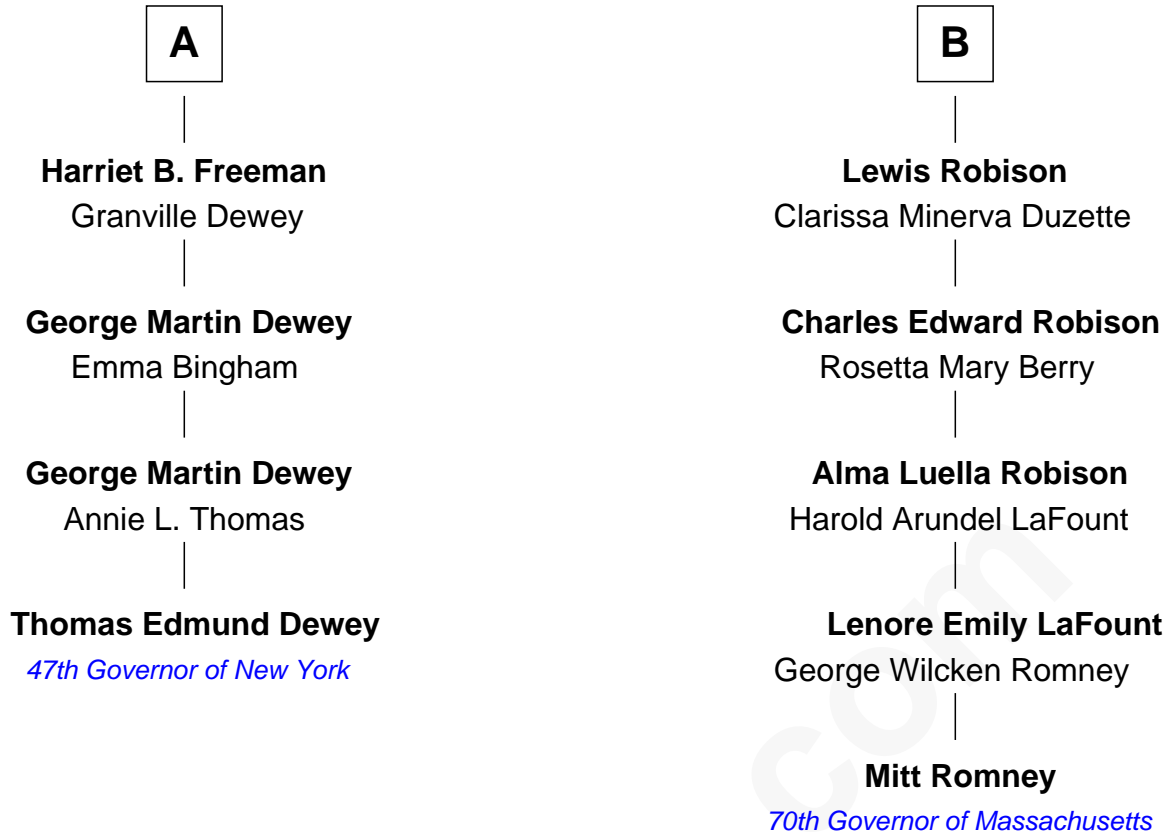 A
Harriet B. Freeman
Granville Dewey
George Martin Dewey
Emma Bingham
George Martin Dewey
Annie L. Thomas
Thomas Edmund Dewey
47th Governor of New York
B
Lewis Robison
Clarissa Minerva Duzette
Charles Edward Robison
Rosetta Mary Berry
Alma Luella Robison
Harold Arundel LaFount
Lenore Emily LaFount
George Wilcken Romney
Mitt Romney
70th Governor of Massachusetts
com